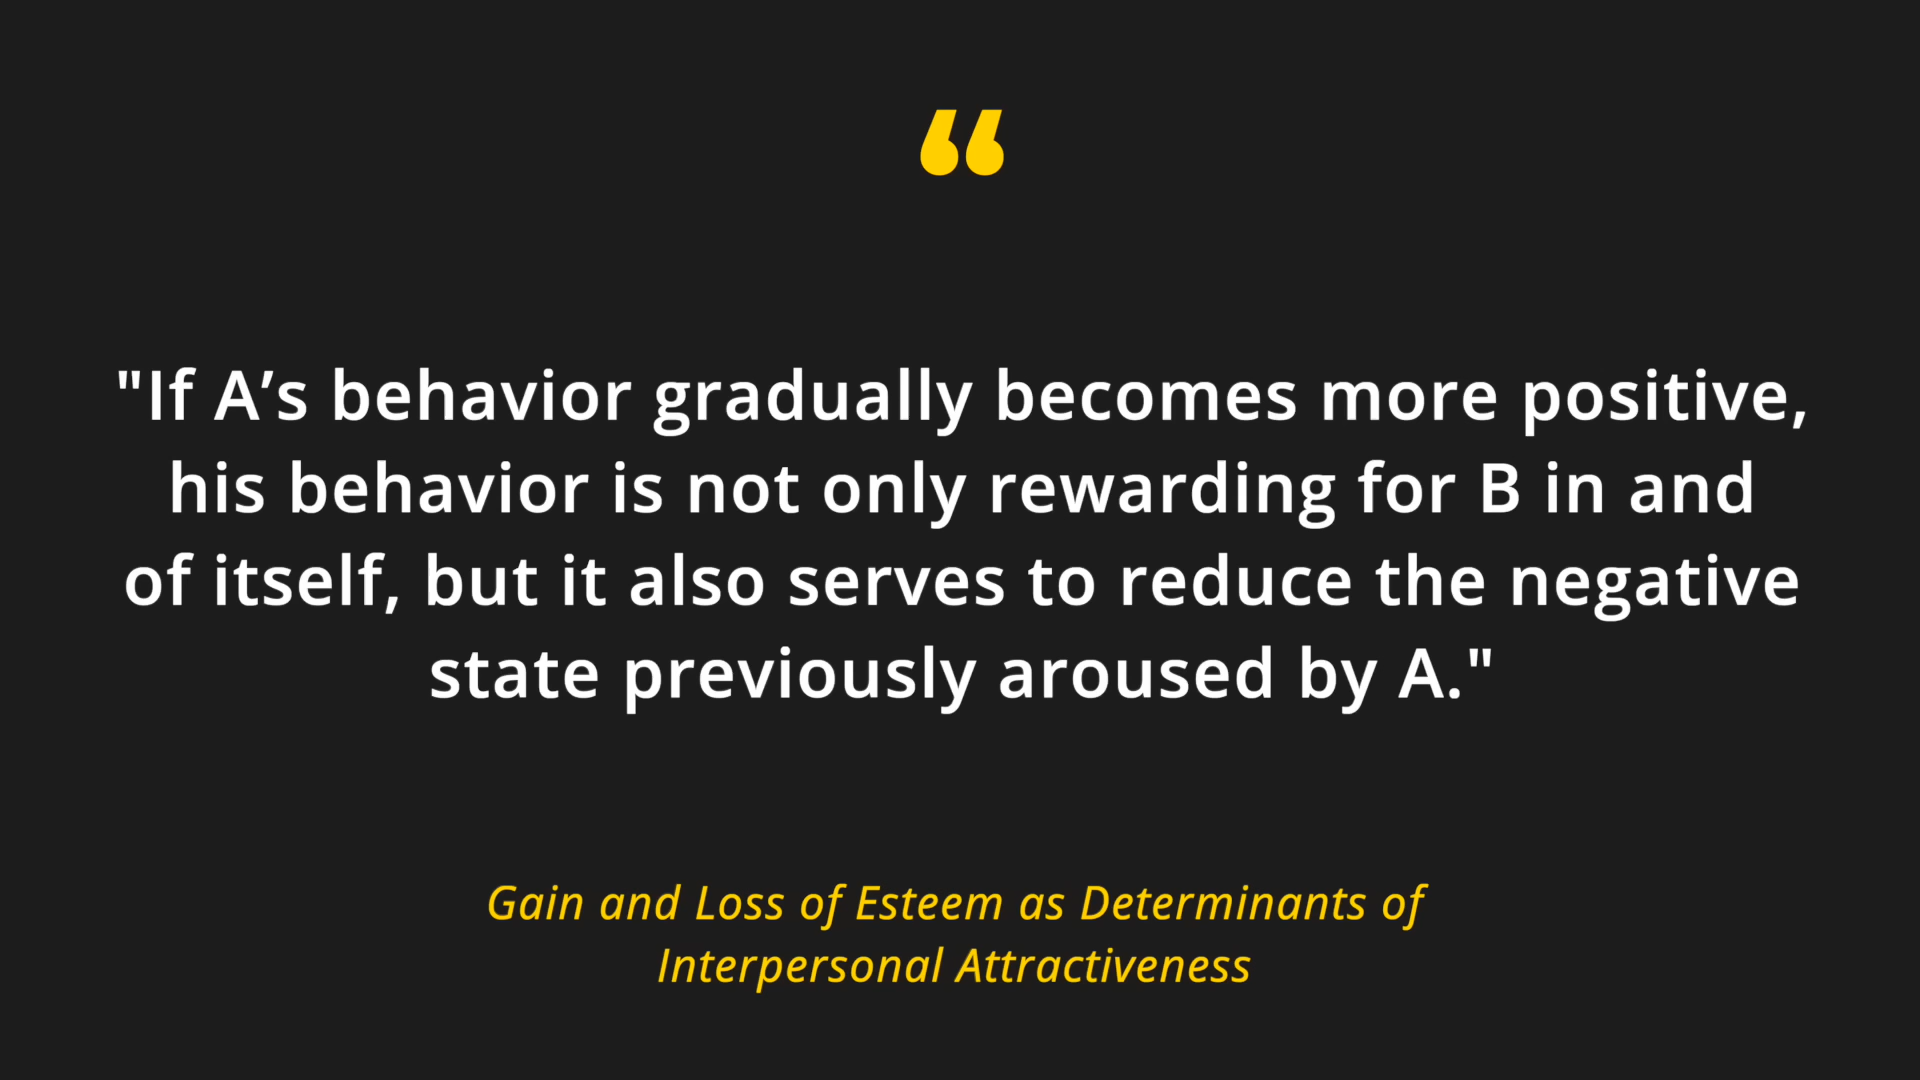 “
"If A’s behavior gradually becomes more positive,
his behavior is not only rewarding for B in and
of itself, but it also serves to reduce the negative
state previously aroused by A."
Gain and Loss of Esteem as Determinants of
Interpersonal Attractiveness